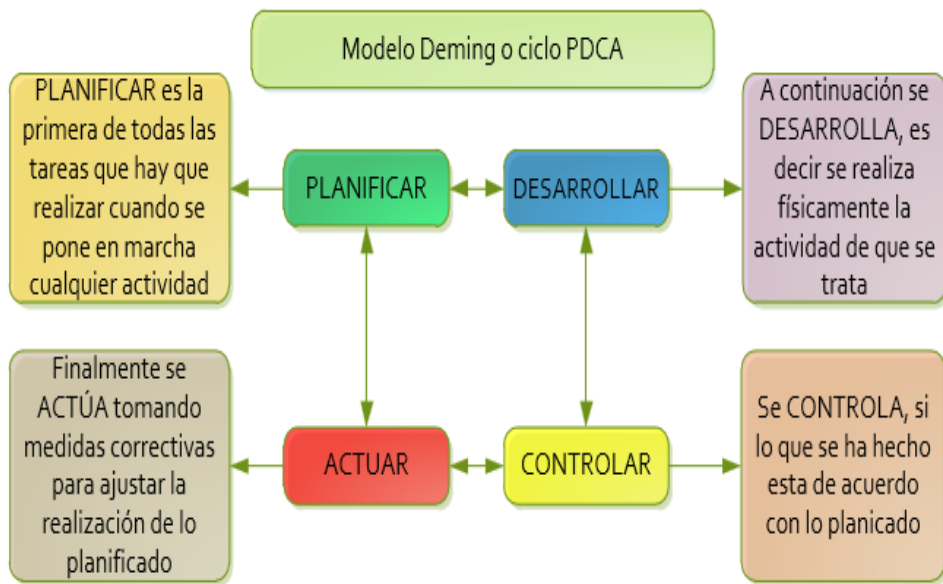 Modelo Deming o ciclo PDCA
PLANIFICAR es la
primera de todas las
tareas que hay que
realizar cuando se
pone en marcha
cualquier actividad
PLANIFICAR
DESARROLLAR
A continuación se
DESARROLLA, es
decir se realiza
físicamente la
actividad de que se
trata
Finalmente se
ACTÚA tomando
medidas correctivas
para ajustar la
realización de lo
planificado
ACTUAR
CONTROLAR
Se CONTROLA, si
lo que se ha hecho
esta de acuerdo
con lo planicado